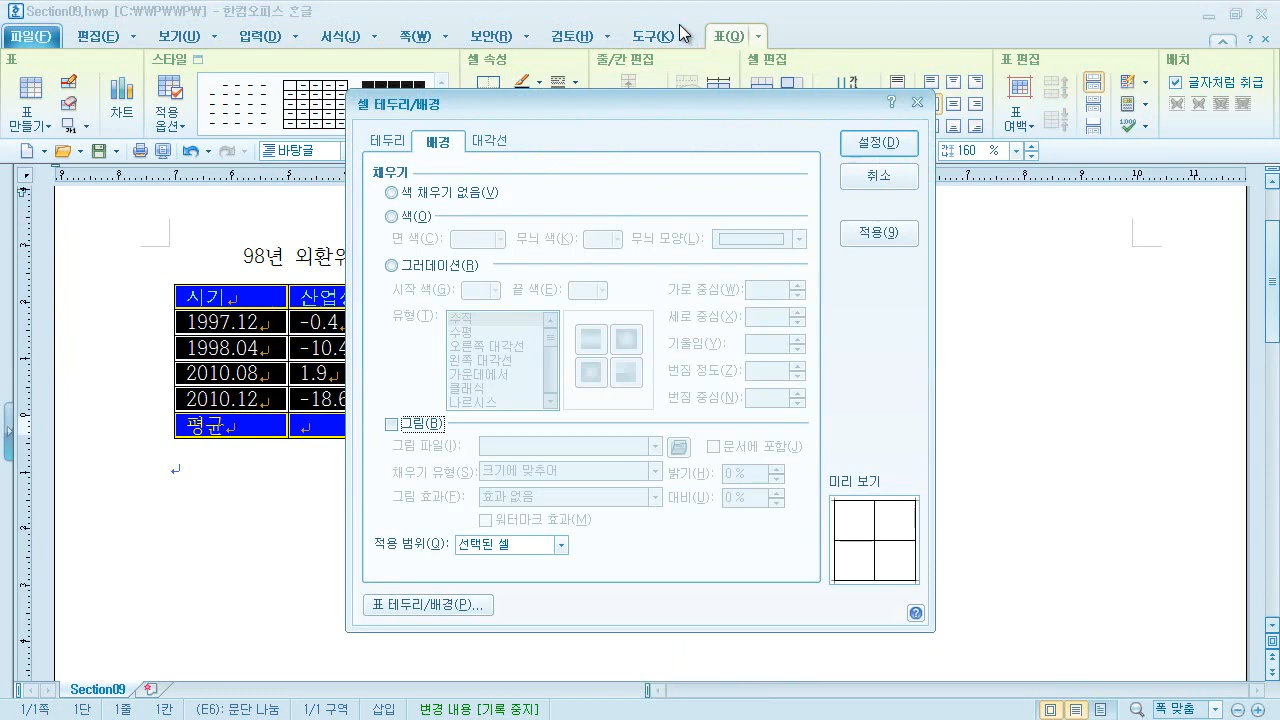 Section09.hwp [C:\WWPWWPW] - 한컴오피스 흔글
파일(F) 편집(E) 보기(U) 입력(D) 서식(J) 쪽(W) 보안(R) 검토(H) 도구(K) 표(Q)
표 스타일 셀 속성 줄/칸 편집 셀 편집 표 편집 배치
표 만들기 차트 적용 옵션 표 여백 글자처럼 취급
바탕글 160 %
98년 외환위
시기
1997.12 -0.4
1998.04 -10.4
2010.08 1.9
2010.12 -18.6
평균
셀 테두리/배경
테두리 배경 대각선
설정(D)
취소
적용(9)
채우기
색 채우기 없음(V)
색(O)
면 색(C): 무늬 색(K): 무늬 모양(L):
그러데이션(R)
시작 색(G): 끝 색(E): 가로 중심(W):
유형(T): 수직 세로 중심(X):
수평
오른쪽 대각선 기울임(Y):
왼쪽 대각선
가운데에서 번짐 정도(Z):
클래식
나르시스 번짐 중심(N):
그림(B)
그림 파일(I): 문서에 포함(J)
채우기 유형(S): 크기에 맞추어 밝기(H): 0 %
그림 효과(F): 효과 없음 대비(U): 0 %
워터마크 효과(M)
적용 범위(Q): 선택된 셀
미리 보기
표 테두리/배경(P)...
Section09
1/1쪽 1단 1줄 1칸 (E6): 문단 나눔 1/1 구역 삽입 변경 내용 [기록 중지] 폭 맞춤